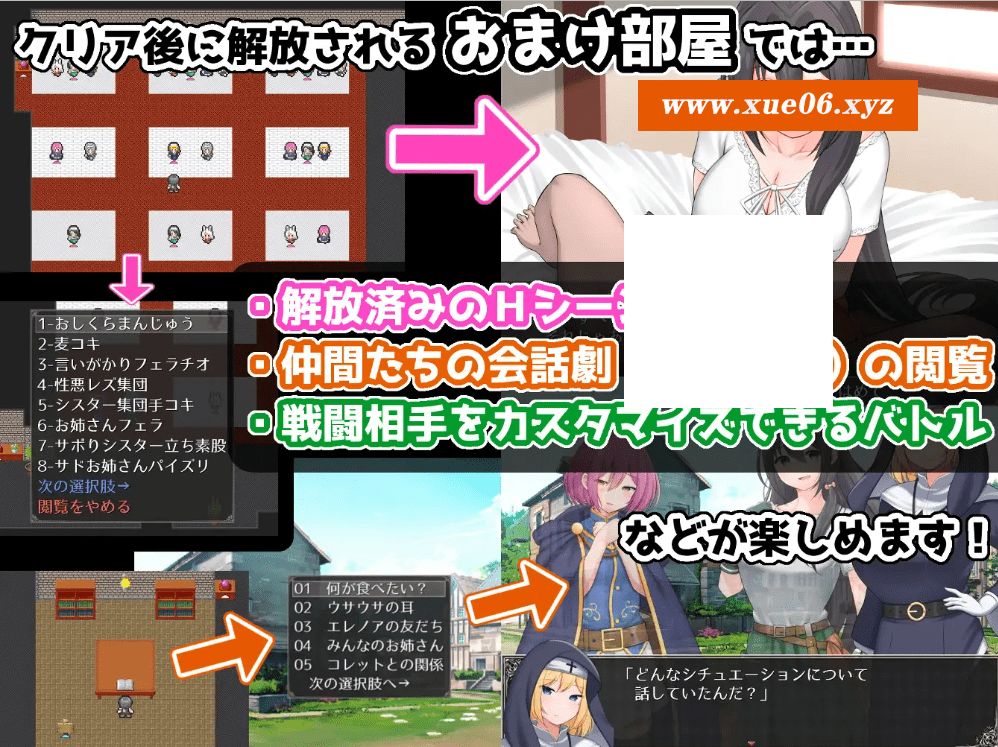 クリア後に解放される おまけ部屋 では…
www.xue06.xyz
・解放済みのHシー
・仲間たちの会話劇 ）の閲覧
・戦闘相手をカスタマイズできるバトル
1-おしくらまんじゅう
2-麦コキ
3-言いがかりフェラチオ
4-性悪レズ集団
5-シスター集団手コキ
6-お姉さんフェラ
7-サボりシスター立ち素股
8-サドお姉さんパイズリ
次の選択肢→
閲覧をやめる
などが楽しめます！
01 何が食べたい？
02 ウサウサの耳
03 エレノアの友だち
04 みんなのお姉さん
05 コレットとの関係
次の選択肢へ→
「どんなシチュエーションについて
話していたんだ？」